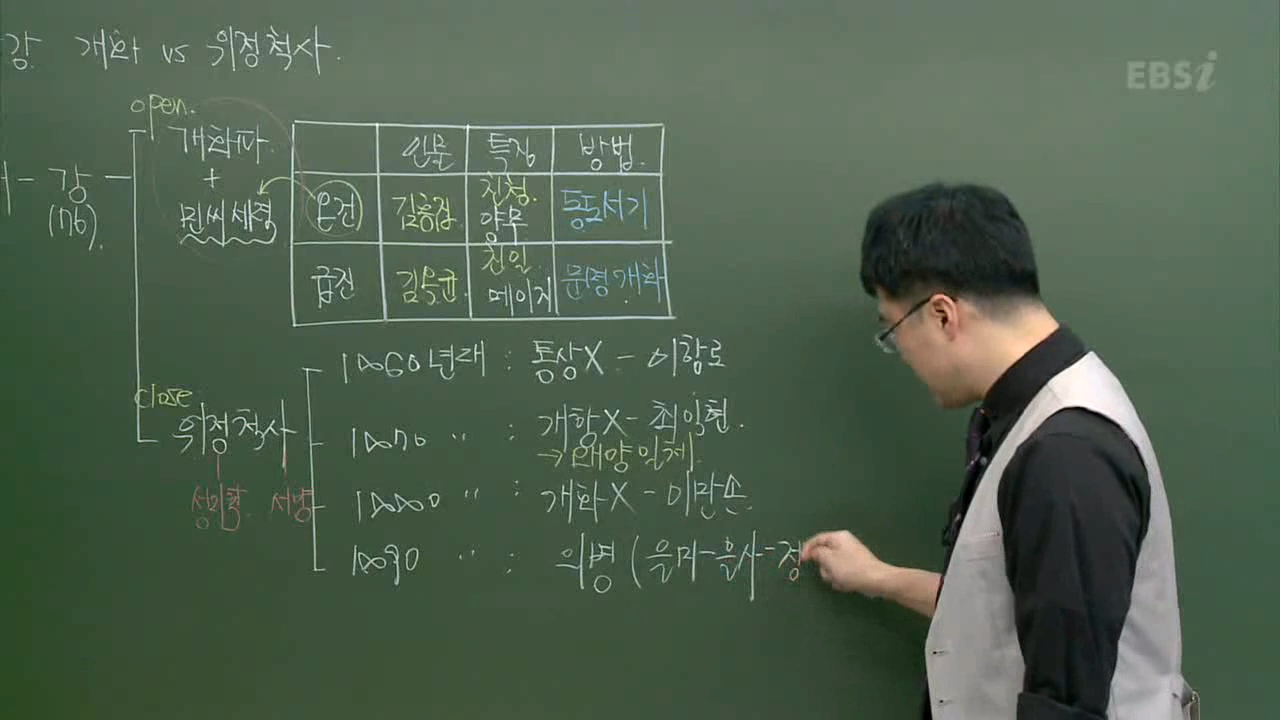 강 개화 vs 위정척사.
EBSi
open.
개화파
+
민씨세력
강
(76).
인물 특징 방법.
온건 김홍집 친청. 양무 동도서기
급진 김옥균. 친일 메이지 문명개화
close
위정척사
성리학. 서양
1860년대 : 통상X - 이항로
1870 〃 : 개항X - 최익현.
→ 왜양일체.
1880 〃 : 개화X - 이만손.
1890 〃 : 의병 (을미-을사-정